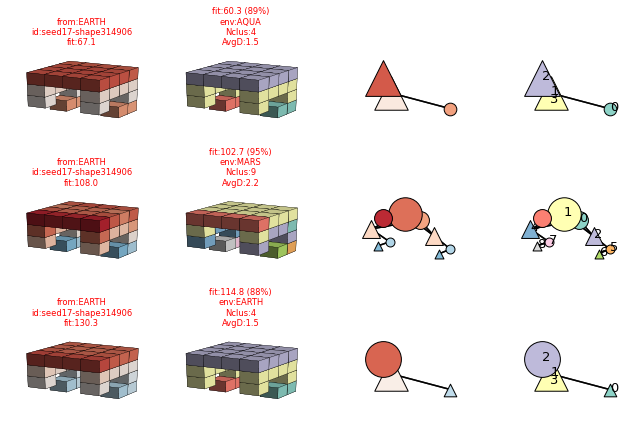 from:EARTH
id:seed17-shape314906
fit:67.1
fit:60.3 (89%)
env:AQUA
Nclus:4
AvgD:1.5
2
1
3
0
from:EARTH
id:seed17-shape314906
fit:108.0
fit:102.7 (95%)
env:MARS
Nclus:9
AvgD:2.2
1
0
4
2
7
8
5
6
from:EARTH
id:seed17-shape314906
fit:130.3
fit:114.8 (88%)
env:EARTH
Nclus:4
AvgD:1.5
2
1
3
0